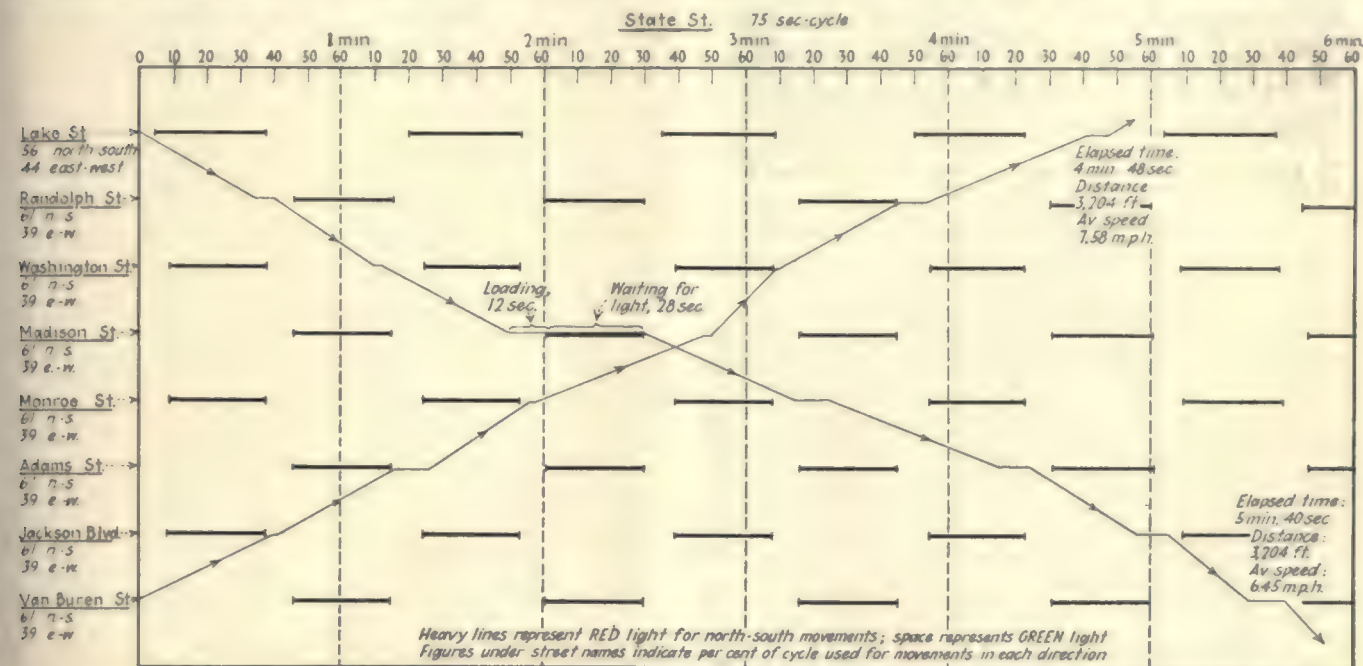 State St. 75 sec-cycle
1 min 2 min 3 min 4 min 5 min 6 min
0 10 20 30 40 50 60 10 20 30 40 50 60 10 20 30 40 50 60 10 20 30 40 50 60 10 20 30 40 50 60 10 20 30 40 50 60
Lake St
56 north south
44 east-west
Randolph St.
61 n-s
39 e-w
Washington St.
61 n-s
39 e-w
Madison St.
61 n-s.
39 e.-w.
Monroe St.
61 n-s
39 e-w.
Adams St.
61 n-s
39 e-w.
Jackson Blvd.
61 n-s
39 e-w
Van Buren St
61 n-s
39 e-w
Loading,
12 sec.
Waiting for
light, 28 sec.
Elapsed time:
4 min 48 sec
Distance
3,204 ft
Av speed
7.58 m.p.h.
Elapsed time:
5 min, 40 sec
Distance:
3,204 ft.
Av speed:
6.45 m.p.h.
Heavy lines represent RED light for north-south movements; space represents GREEN light
Figures under street names indicate per cent of cycle used for movements in each direction